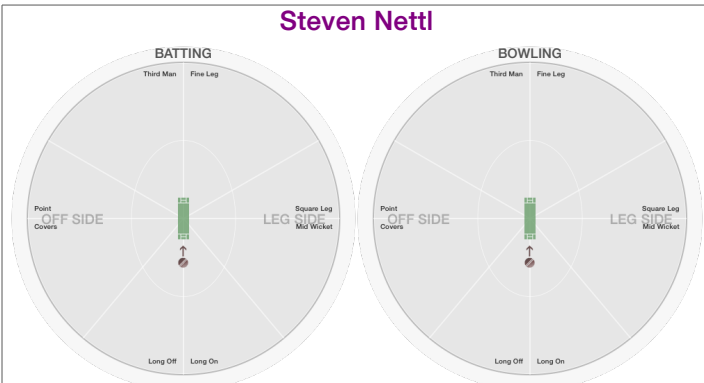 Steven Nettl
BATTING
Third Man Fine Leg
Point
OFF SIDE
Covers
Square Leg
LEG SIDE
Mid Wicket
Long Off Long On
BOWLING
Third Man Fine Leg
Point
OFF SIDE
Covers
Square Leg
LEG SIDE
Mid Wicket
Long Off Long On